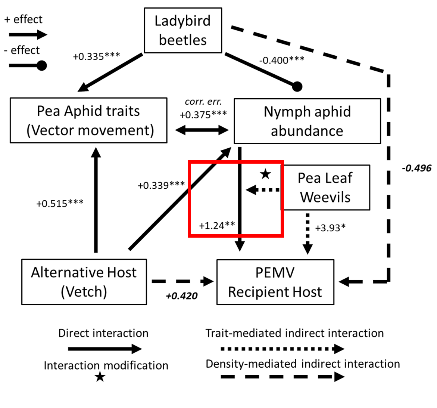 + effect
- effect
Ladybird
beetles
+0.335***
-0.400***
Pea Aphid traits
(Vector movement)
corr. err.
+0.375***
Nymph aphid
abundance
+0.515***
+0.339***
★
Pea Leaf
Weevils
-0.496
+1.24**
+3.93*
Alternative Host
(Vetch)
+0.420
PEMV
Recipient Host
Direct interaction
Trait-mediated indirect interaction
Interaction modification
★
Density-mediated indirect interaction